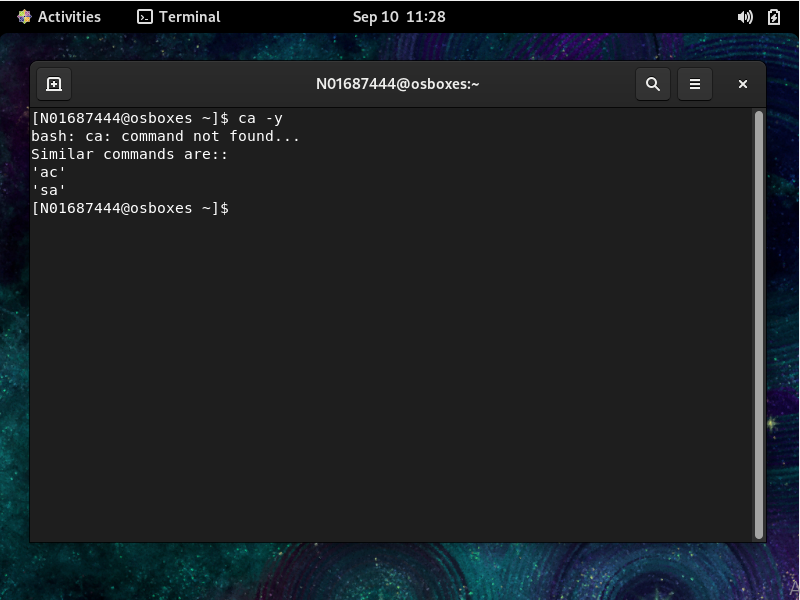 Activities Terminal Sep 10 11:28
N01687444@osboxes:~
[N01687444@osboxes ~]$ ca -y
bash: ca: command not found...
Similar commands are::
'ac'
'sa'
[N01687444@osboxes ~]$